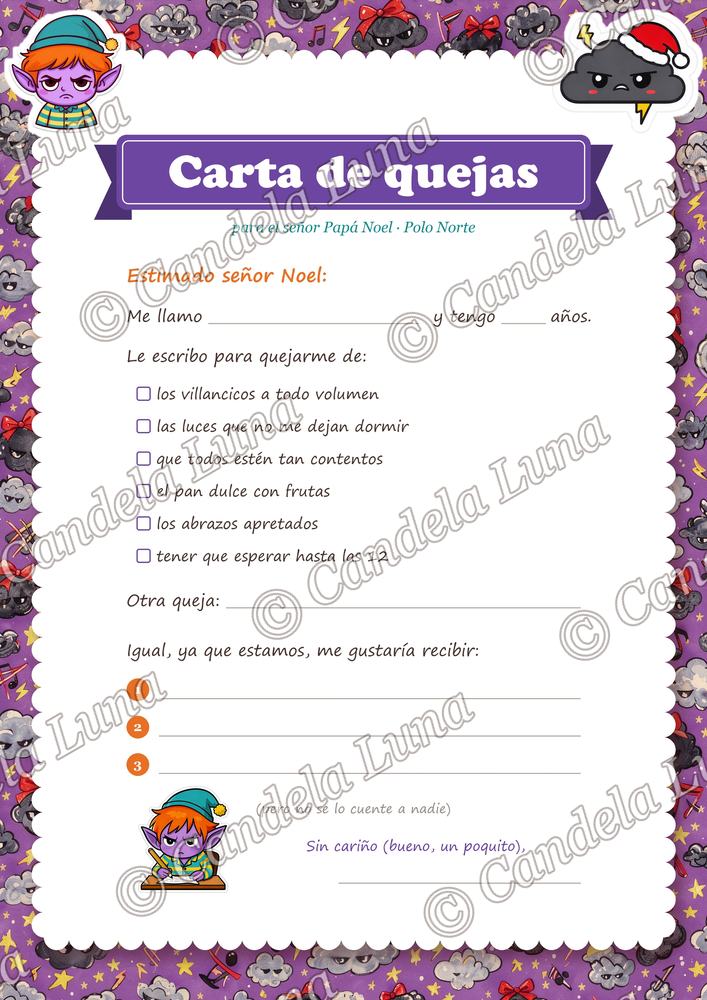 Carta de quejas
para el señor Papá Noel · Polo Norte
Estimado señor Noel:
Me llamo y tengo años.
Le escribo para quejarme de:
los villancicos a todo volumen
las luces que no me dejan dormir
que todos estén tan contentos
el pan dulce con frutas
los abrazos apretados
tener que esperar hasta las 12
Otra queja:
Igual, ya que estamos, me gustaría recibir:
1
2
3
(pero no se lo cuente a nadie)
Sin cariño (bueno, un poquito),
© Candela Luna